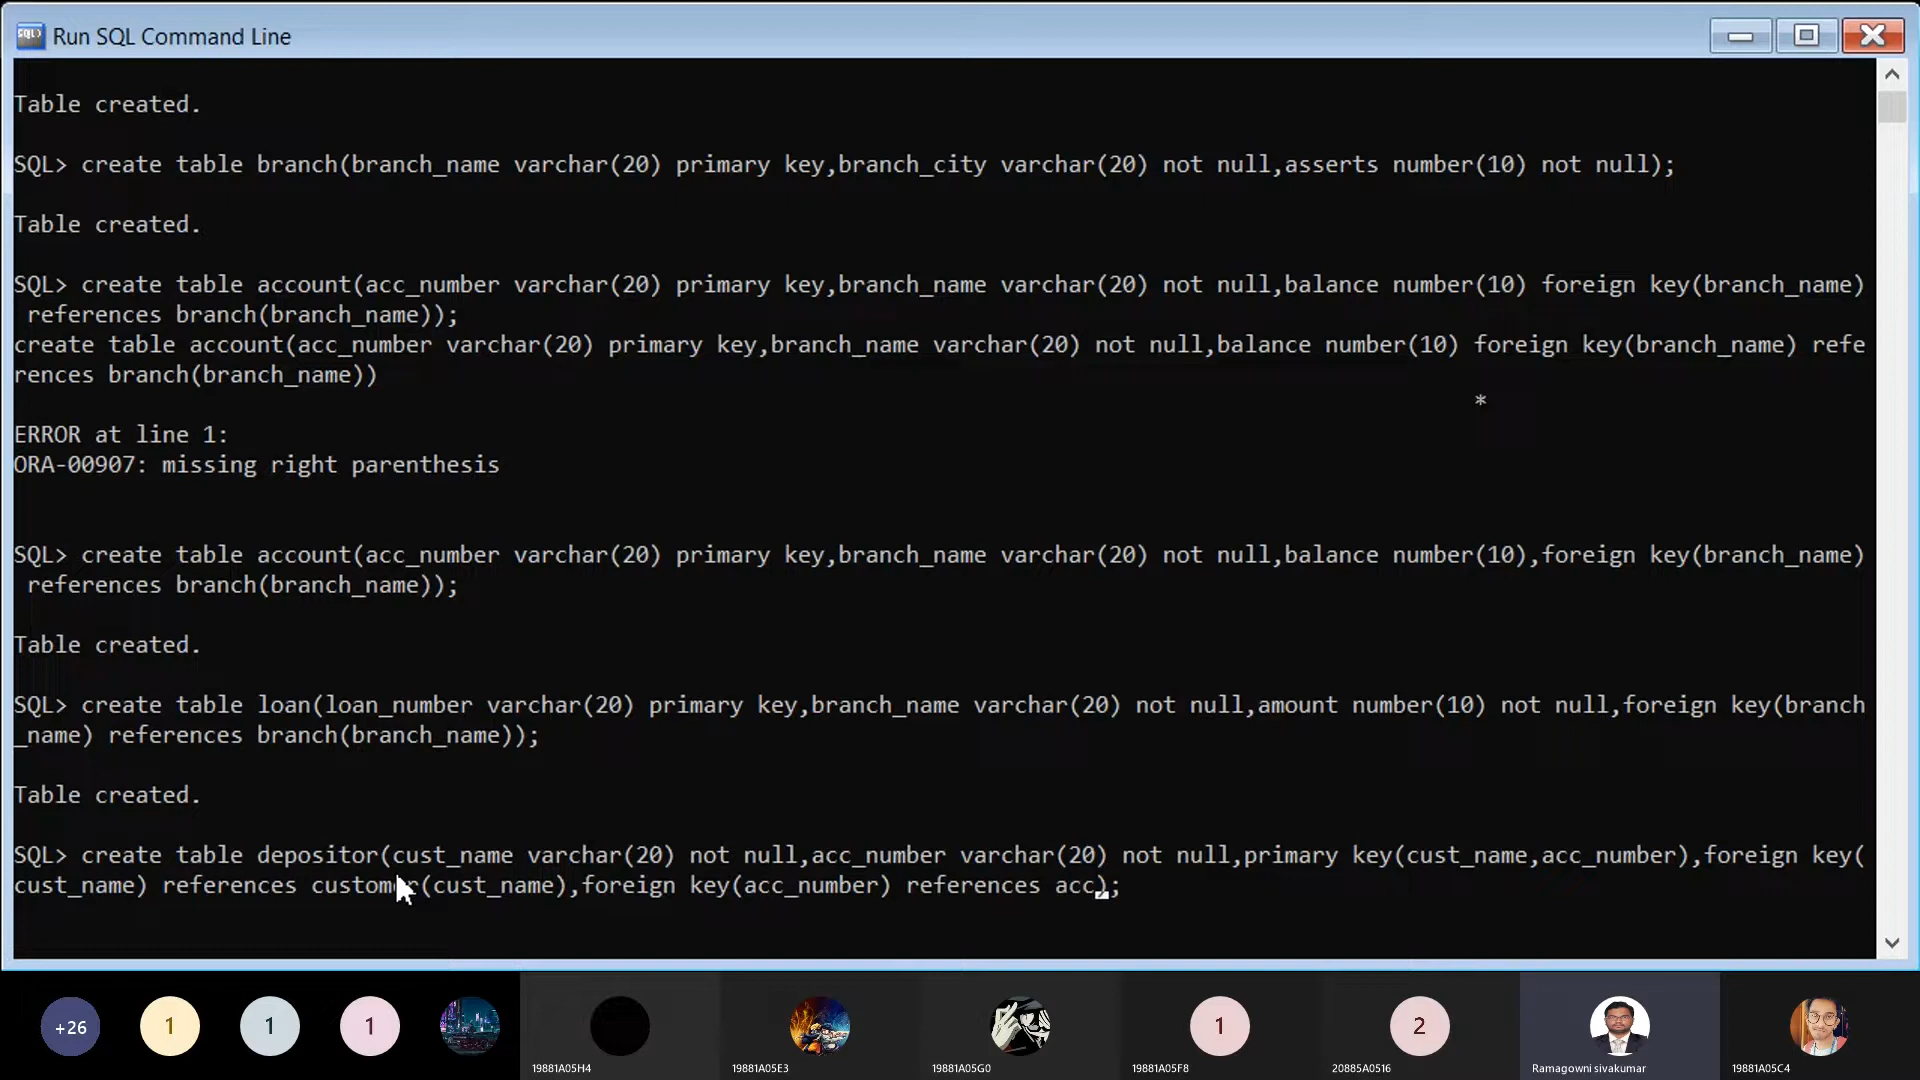 SQL> Run SQL Command Line
Table created.
SQL> create table branch(branch_name varchar(20) primary key,branch_city varchar(20) not null,asserts number(10) not null);
Table created.
SQL> create table account(acc_number varchar(20) primary key,branch_name varchar(20) not null,balance number(10) foreign key(branch_name)
references branch(branch_name));
create table account(acc_number varchar(20) primary key,branch_name varchar(20) not null,balance number(10) foreign key(branch_name) refe
rences branch(branch_name))
*
ERROR at line 1:
ORA-00907: missing right parenthesis
SQL> create table account(acc_number varchar(20) primary key,branch_name varchar(20) not null,balance number(10),foreign key(branch_name)
references branch(branch_name));
Table created.
SQL> create table loan(loan_number varchar(20) primary key,branch_name varchar(20) not null,amount number(10) not null,foreign key(branch
_name) references branch(branch_name));
Table created.
SQL> create table depositor(cust_name varchar(20) not null,acc_number varchar(20) not null,primary key(cust_name,acc_number),foreign key(
cust_name) references customer(cust_name),foreign key(acc_number) references acc);
+26 1 1 1 1 2
19881A05H4 19881A05E3 19881A05G0 19881A05F8 20885A0516 Ramagowni sivakumar 19881A05C4